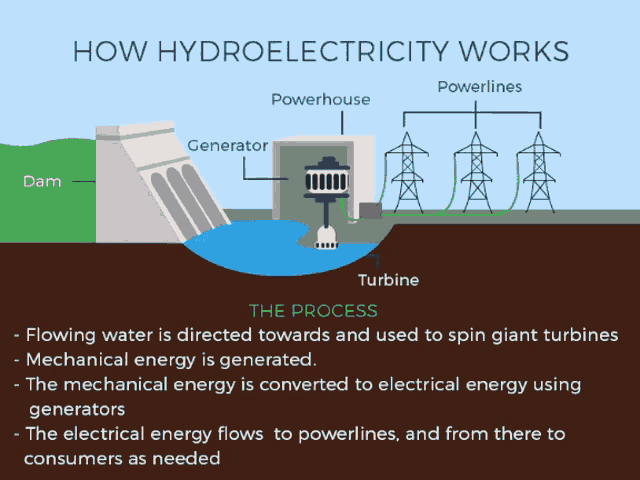 HOW HYDROELECTRICITY WORKS
Powerlines
Powerhouse
Generator
Dam
Turbine
THE PROCESS
- Flowing water is directed towards and used to spin giant turbines
- Mechanical energy is generated.
- The mechanical energy is converted to electrical energy using
generators
- The electrical energy flows to powerlines, and from there to
consumers as needed